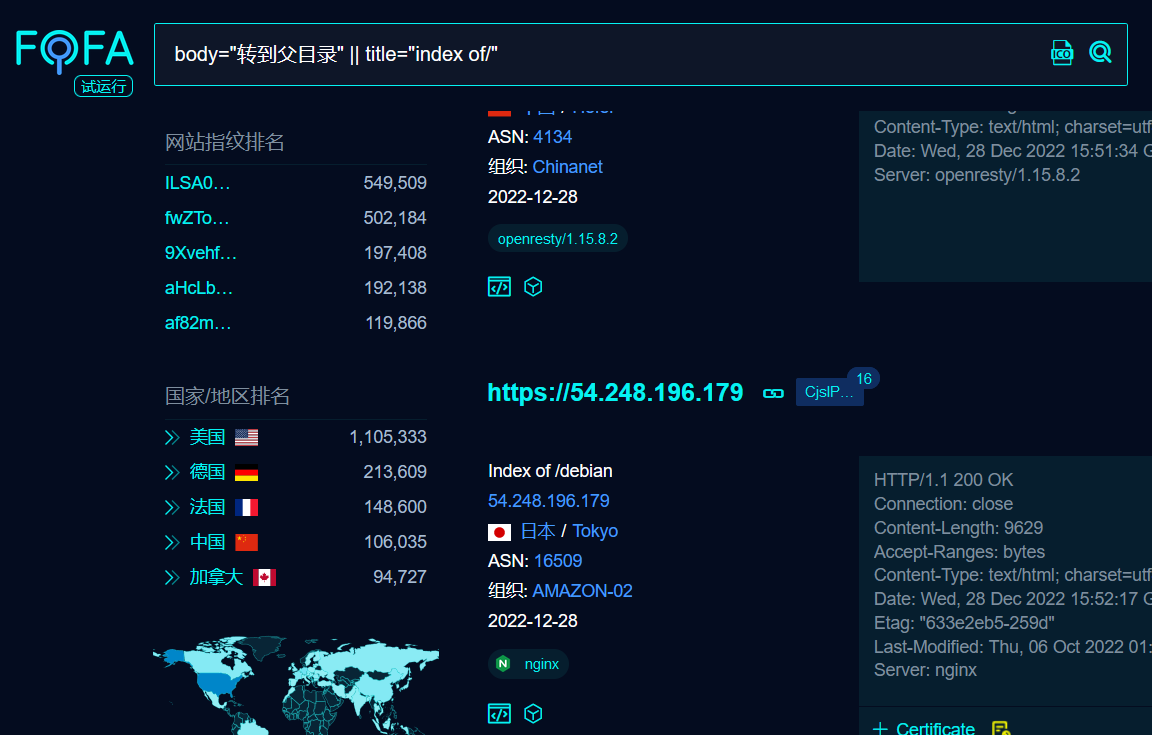 FOFA
试运行
body="转到父目录" || title="index of/"
ICO
网站指纹排名
ILSA0… 549,509
fwZTo… 502,184
9Xvehf… 197,408
aHcLb… 192,138
af82m… 119,866
国家/地区排名
美国 1,105,333
德国 213,609
法国 148,600
中国 106,035
加拿大 94,727
中国 / Hefei
ASN: 4134
组织: Chinanet
2022-12-28
openresty/1.15.8.2
Content-Type: text/html; charset=utf
Date: Wed, 28 Dec 2022 15:51:34 G
Server: openresty/1.15.8.2
https://54.248.196.179
CjsIP…
16
Index of /debian
54.248.196.179
日本 / Tokyo
ASN: 16509
组织: AMAZON-02
2022-12-28
N nginx
HTTP/1.1 200 OK
Connection: close
Content-Length: 9629
Accept-Ranges: bytes
Content-Type: text/html; charset=utf
Date: Wed, 28 Dec 2022 15:52:17 G
Etag: "633e2eb5-259d"
Last-Modified: Thu, 06 Oct 2022 01:
Server: nginx
+ Certificate